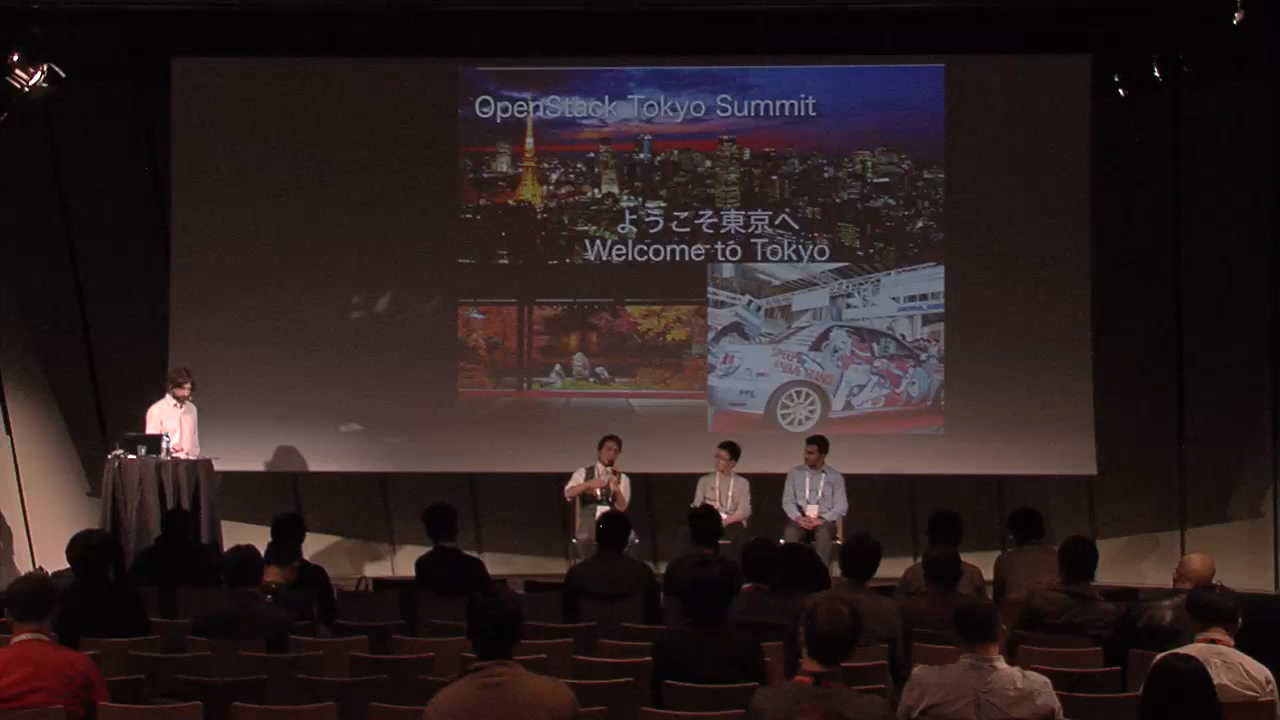 OpenStack Tokyo Summit
ようこそ東京へ
Welcome to Tokyo